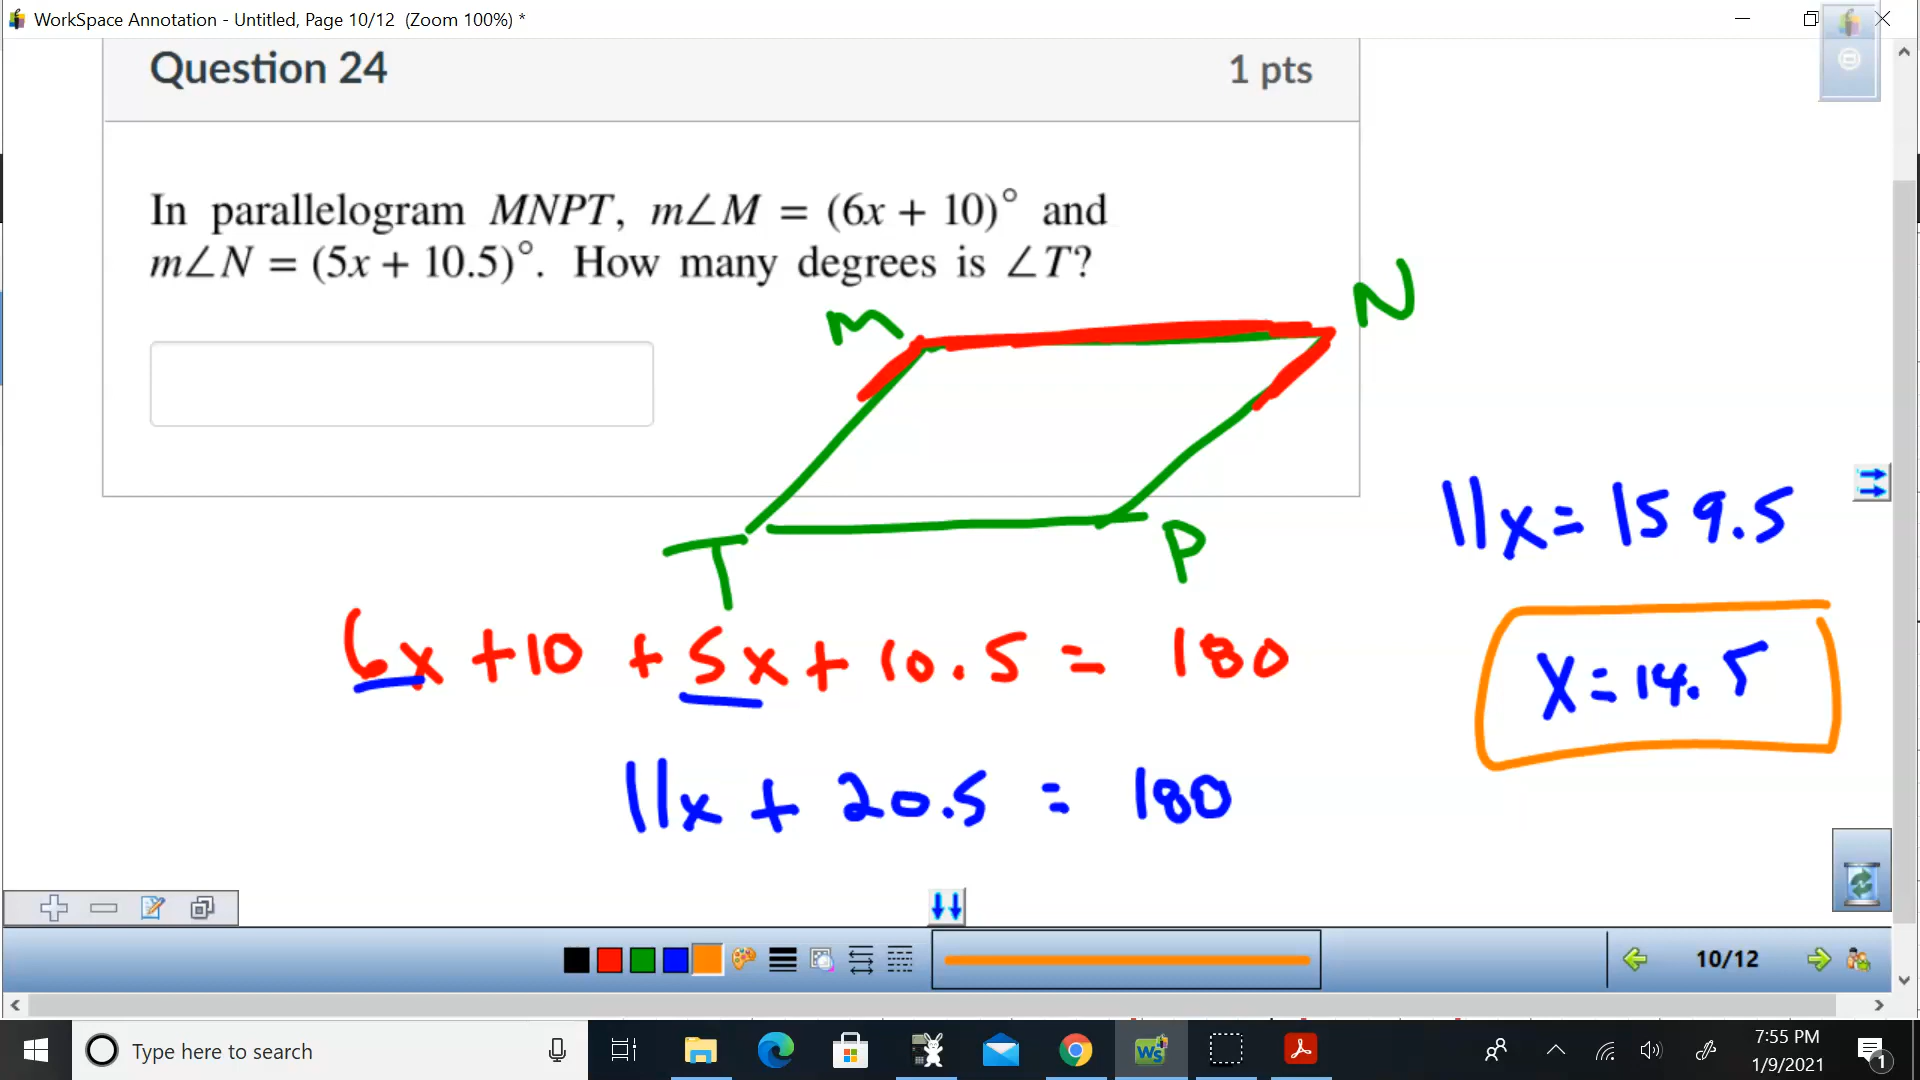 WorkSpace Annotation - Untitled, Page 10/12 (Zoom 100%) *
Question 24
1 pts
In parallelogram MNPT, m∠M = (6x + 10)° and
m∠N = (5x + 10.5)°. How many degrees is ∠T?
M
N
T
P
11x = 159.5
6x + 10 + 5x + 10.5 = 180
x = 14.5
11x + 20.5 = 180
10/12
Type here to search
WS
7:55 PM
1/9/2021
1